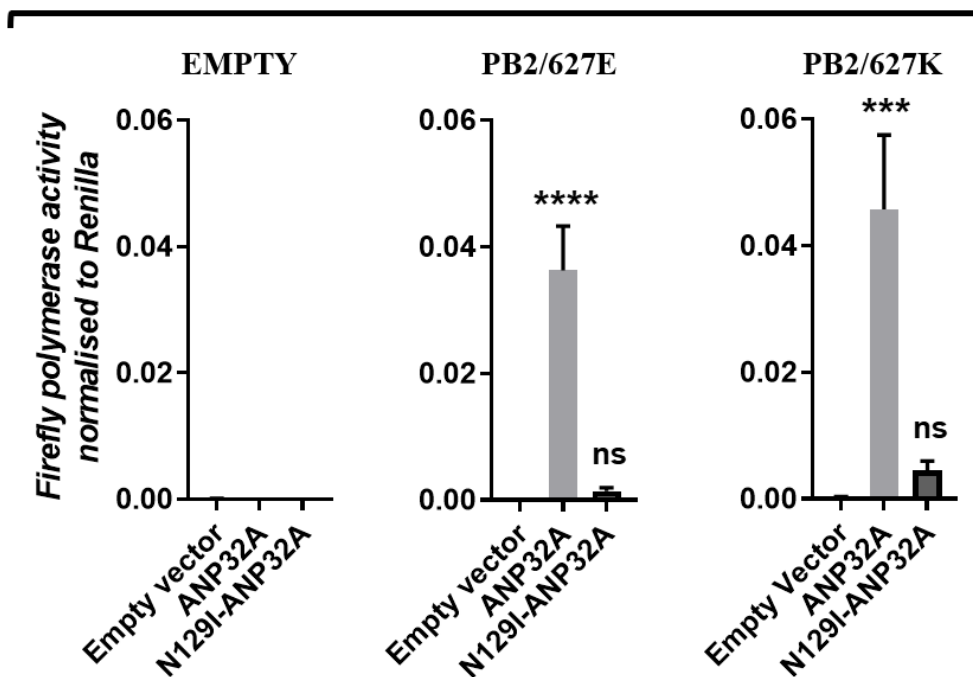 EMPTY
PB2/627E
PB2/627K
Firefly polymerase activity
normalised to Renilla
0.06
0.04
0.02
0.00
Empty vector
ANP32A
N129I-ANP32A
0.06
0.04
0.02
0.00
****
ns
Empty vector
ANP32A
N129I-ANP32A
0.06
0.04
0.02
0.00
***
ns
Empty Vector
ANP32A
N129I-ANP32A